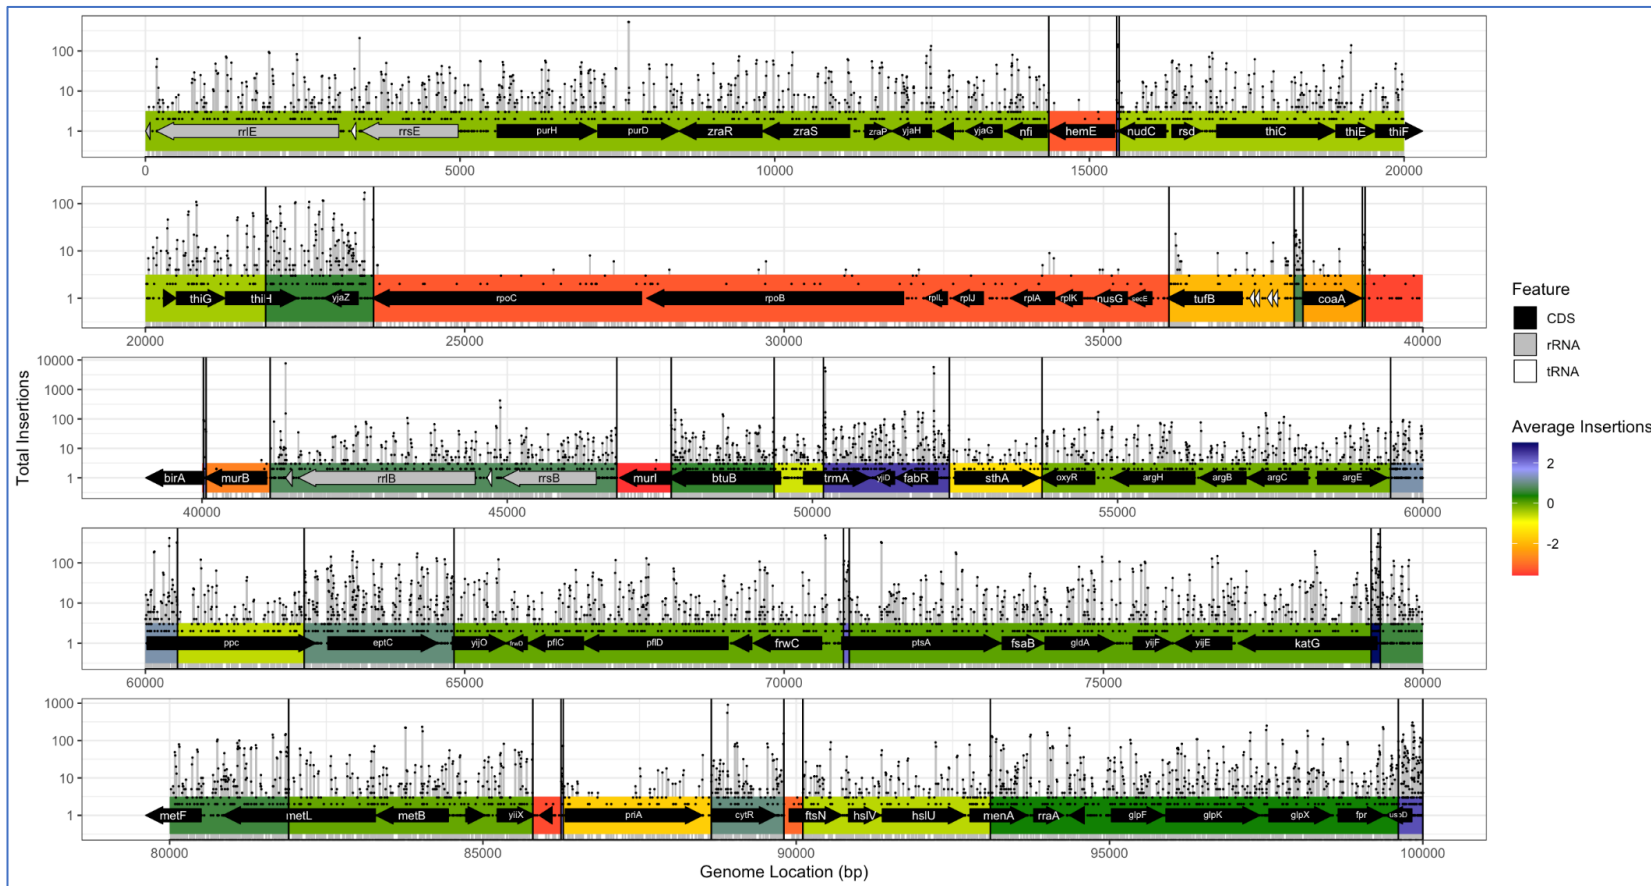 100
10
1
rrlE rrsE purH purD zraR zraS zraP yjaH yjaG nfi hemE nudC rsd thiC thiE thiF
0 5000 10000 15000 20000
100
10
1
thiG thiH yjaZ rpoC rpoB rplL rplJ rplA rplK nusG secE tufB coaA
20000 25000 30000 35000 40000
Total Insertions
10000
1000
100
10
1
birA murB rrlB rrsB murI btuB trmA yijD fabR sthA oxyR argH argB argC argE
40000 45000 50000 55000 60000
100
10
1
ppc eptC yijO frwD pflC pflD frwC ptsA fsaB gldA yijF yijE katG
60000 65000 70000 75000 80000
1000
100
10
1
metF metL metB yiiX priA cytR ftsN hslV hslU menA rraA glpF glpK glpX fpr uspD
80000 85000 90000 95000 100000
Genome Location (bp)
Feature
CDS
rRNA
tRNA
Average Insertions
2
0
-2